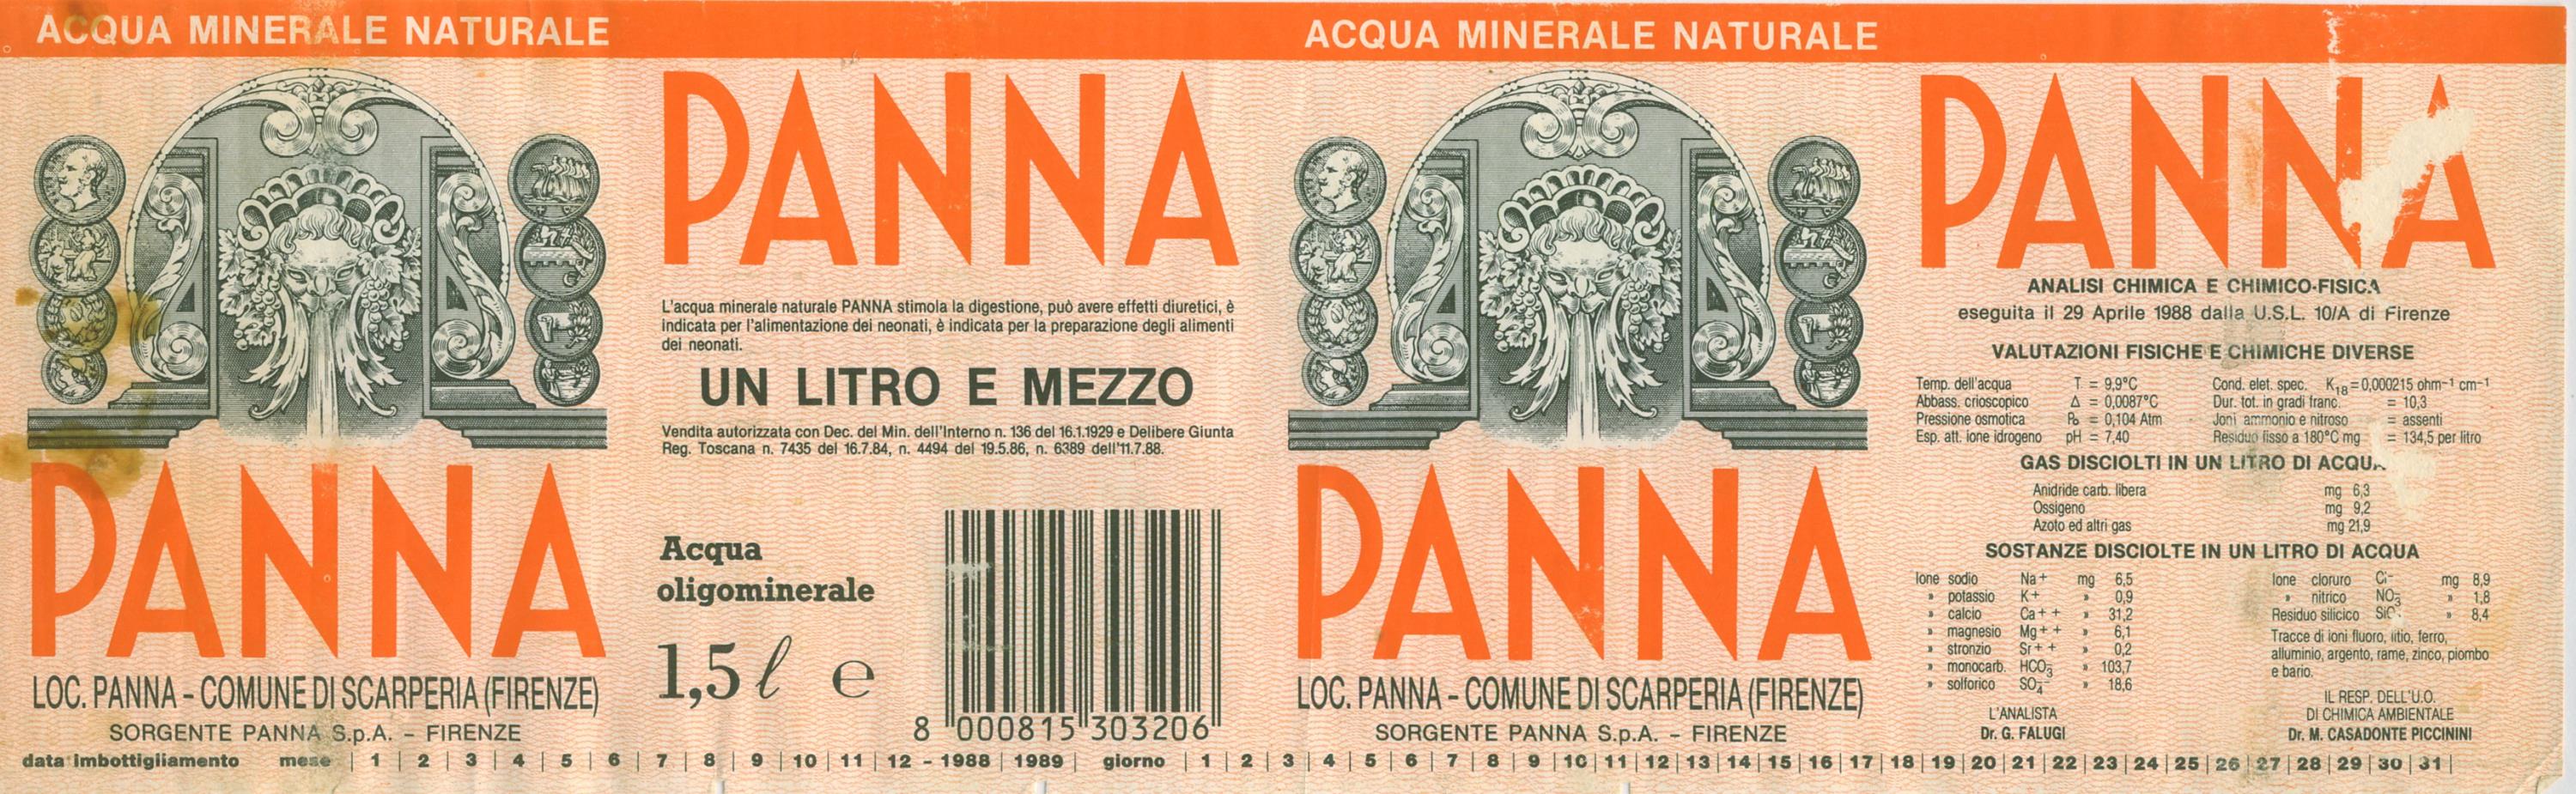 ACQUA MINERALE NATURALE
PANNA
LOC. PANNA - COMUNE DI SCARPERIA (FIRENZE)
SORGENTE PANNA S.p.A. - FIRENZE
PANNA
L'acqua minerale naturale PANNA stimola la digestione, può avere effetti diuretici, è
indicata per l'alimentazione dei neonati, è indicata per la preparazione degli alimenti
dei neonati.
UN LITRO E MEZZO
Vendita autorizzata con Dec. del Min. dell'Interno n. 136 del 16.1.1929 e Delibere Giunta
Reg. Toscana n. 7435 del 16.7.84, n. 4494 del 19.5.86, n. 6389 dell'11.7.88.
Acqua
oligominerale
1,5 ℓ e
8 000815 303206
ACQUA MINERALE NATURALE
PANNA
LOC. PANNA - COMUNE DI SCARPERIA (FIRENZE)
SORGENTE PANNA S.p.A. - FIRENZE
PANNA
ANALISI CHIMICA E CHIMICO-FISICA
eseguita il 29 Aprile 1988 dalla U.S.L. 10/A di Firenze
VALUTAZIONI FISICHE E CHIMICHE DIVERSE
Temp. dell'acqua T = 9,9°C Cond. elet. spec. K18 = 0,000215 ohm-1 cm-1
Abbass. crioscopico Δ = 0,0087°C Dur. tot. in gradi franc. = 10,3
Pressione osmotica Po = 0,104 Atm Joni ammonio e nitroso = assenti
Esp. att. ione idrogeno pH = 7,40 Residuo fisso a 180°C mg = 134,5 per litro
GAS DISCIOLTI IN UN LITRO DI ACQUA
Anidride carb. libera mg 6,3
Ossigeno mg 9,2
Azoto ed altri gas mg 21,9
SOSTANZE DISCIOLTE IN UN LITRO DI ACQUA
Ione sodio Na+ mg 6,5
» potassio K+ » 0,9
» calcio Ca++ » 31,2
» magnesio Mg++ » 6,1
» stronzio Sr++ » 0,2
» monocarb. HCO3- » 103,7
» solforico SO4-- » 18,6
Ione cloruro Cl- mg 8,9
» nitrico NO3- » 1,8
Residuo silicico » 8,4
Tracce di ioni fluoro, litio, ferro,
alluminio, argento, rame, zinco, piombo
e bario.
L'ANALISTA
Dr. G. FALUGI
IL RESP. DELL'U.O.
DI CHIMICA AMBIENTALE
Dr. M. CASADONTE PICCININI
data imbottigliamento mese | 1 | 2 | 3 | 4 | 5 | 6 | 7 | 8 | 9 | 10 | 11 | 12 - 1988 | 1989 | giorno | 1 | 2 | 3 | 4 | 5 | 6 | 7 | 8 | 9 | 10 | 11 | 12 | 13 | 14 | 15 | 16 | 17 | 18 | 19 | 20 | 21 | 22 | 23 | 24 | 25 | 26 | 27 | 28 | 29 | 30 | 31 |